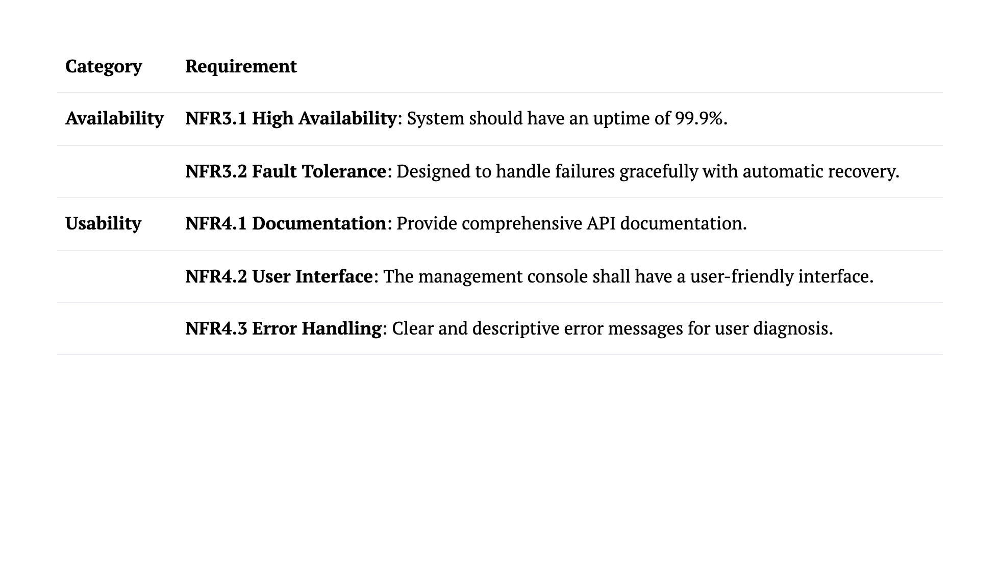 Category Requirement
Availability NFR3.1 High Availability: System should have an uptime of 99.9%.
NFR3.2 Fault Tolerance: Designed to handle failures gracefully with automatic recovery.
Usability NFR4.1 Documentation: Provide comprehensive API documentation.
NFR4.2 User Interface: The management console shall have a user-friendly interface.
NFR4.3 Error Handling: Clear and descriptive error messages for user diagnosis.